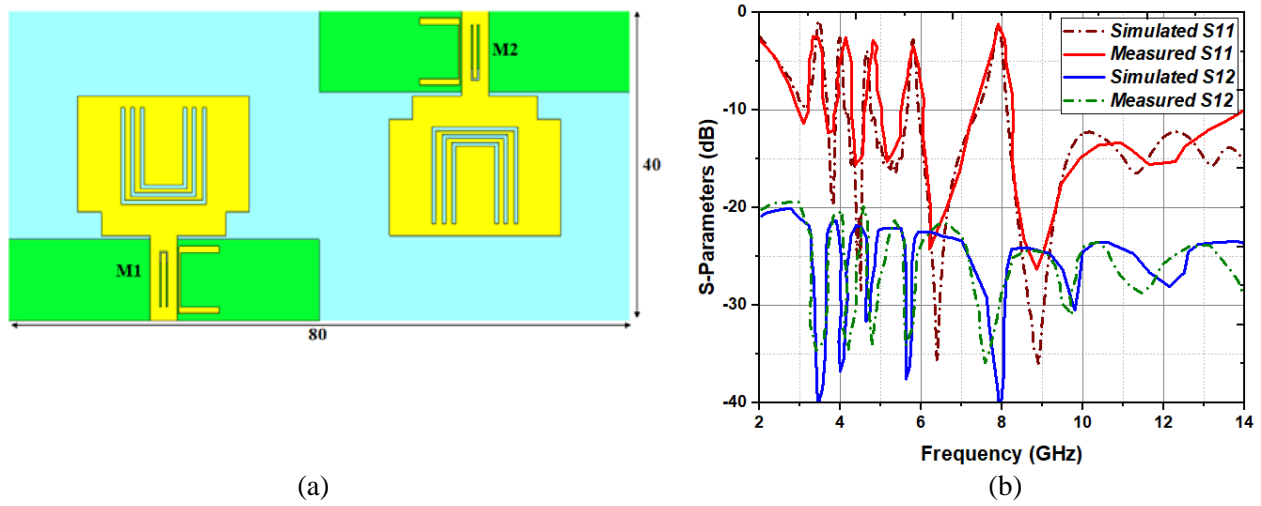 M1
M2
40
80
(a)
Simulated S11
Measured S11
Simulated S12
Measured S12
S-Parameters (dB)
0
-10
-20
-30
-40
2 4 6 8 10 12 14
Frequency (GHz)
(b)